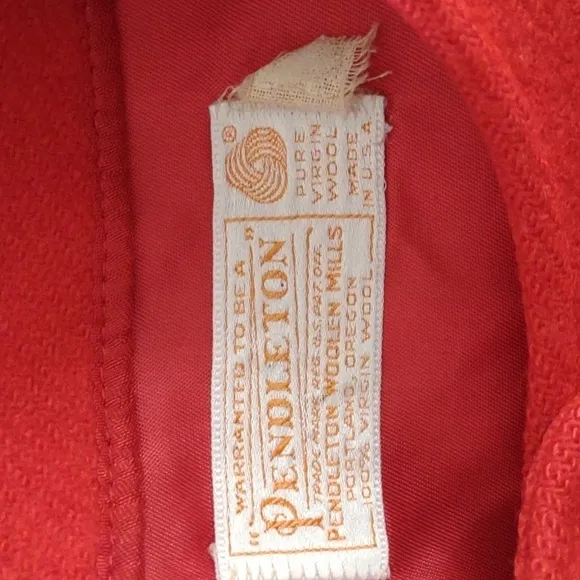 WARRANTED TO BE A
"PENDLETON"
TRADE MARK REG. U.S. PAT. OFF.
PENDLETON WOOLEN MILLS
PORTLAND, OREGON
100% VIRGIN WOOL
®
PURE
VIRGIN
WOOL
MADE
IN U.S.A